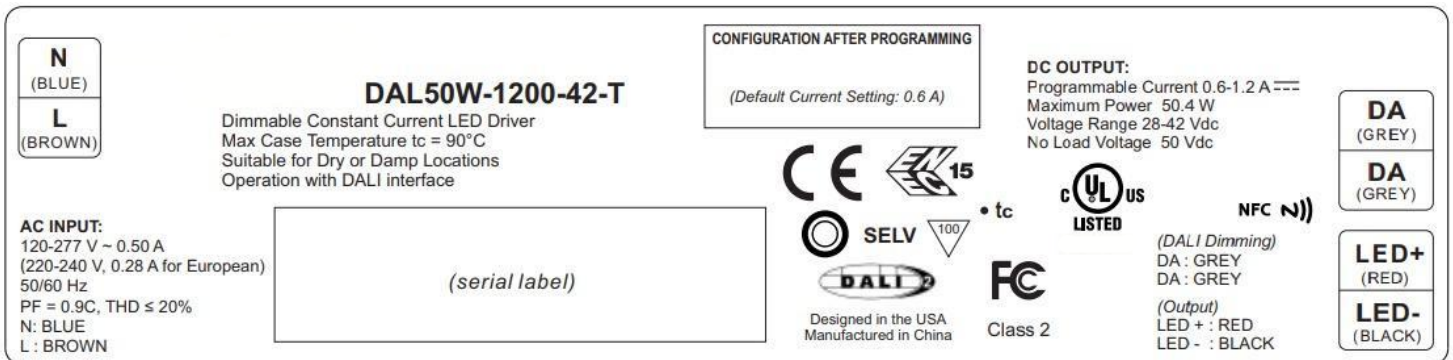 N
(BLUE)
L
(BROWN)
DAL50W-1200-42-T
Dimmable Constant Current LED Driver
Max Case Temperature tc = 90°C
Suitable for Dry or Damp Locations
Operation with DALI interface
AC INPUT:
120-277 V ~ 0.50 A
(220-240 V, 0.28 A for European)
50/60 Hz
PF = 0.9C, THD ≤ 20%
N: BLUE
L : BROWN
(serial label)
CONFIGURATION AFTER PROGRAMMING
(Default Current Setting: 0.6 A)
CE ENEC 15
SELV 100 • tc
DALI 2
Designed in the USA
Manufactured in China
FC
Class 2
DC OUTPUT:
Programmable Current 0.6-1.2 A
Maximum Power 50.4 W
Voltage Range 28-42 Vdc
No Load Voltage 50 Vdc
C UL US
LISTED
NFC
(DALI Dimming)
DA : GREY
DA : GREY
(Output)
LED + : RED
LED - : BLACK
DA
(GREY)
DA
(GREY)
LED+
(RED)
LED-
(BLACK)